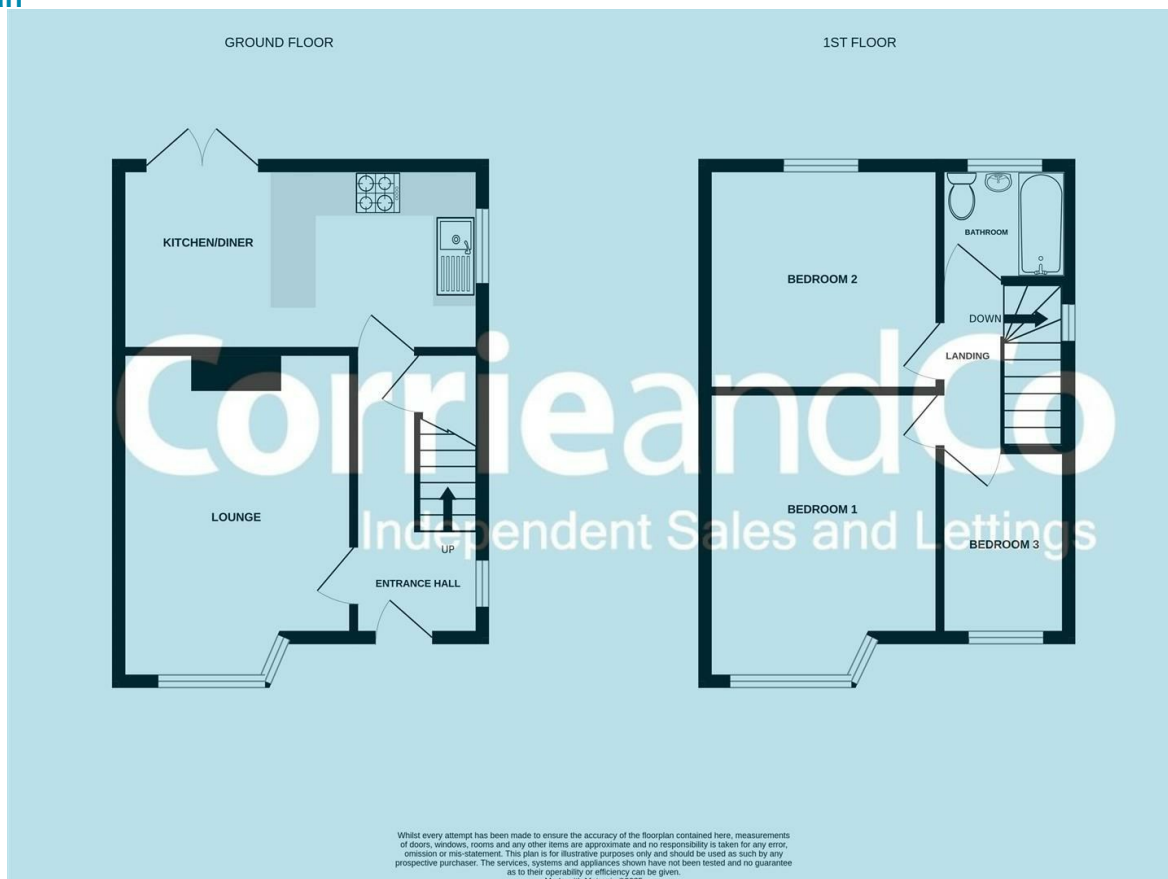 GROUND FLOOR
1ST FLOOR
KITCHEN/DINER
BEDROOM 2
BATHROOM
DOWN
LANDING
CorrieandCo
LOUNGE
BEDROOM 1
Independent Sales and Lettings
UP
BEDROOM 3
ENTRANCE HALL
Whilst every attempt has been made to ensure the accuracy of the floorplan contained here, measurements
of doors, windows, rooms and any other items are approximate and no responsibility is taken for any error,
omission or mis-statement. This plan is for illustrative purposes only and should be used as such by any
prospective purchaser. The services, systems and appliances shown have not been tested and no guarantee
as to their operability or efficiency can be given.